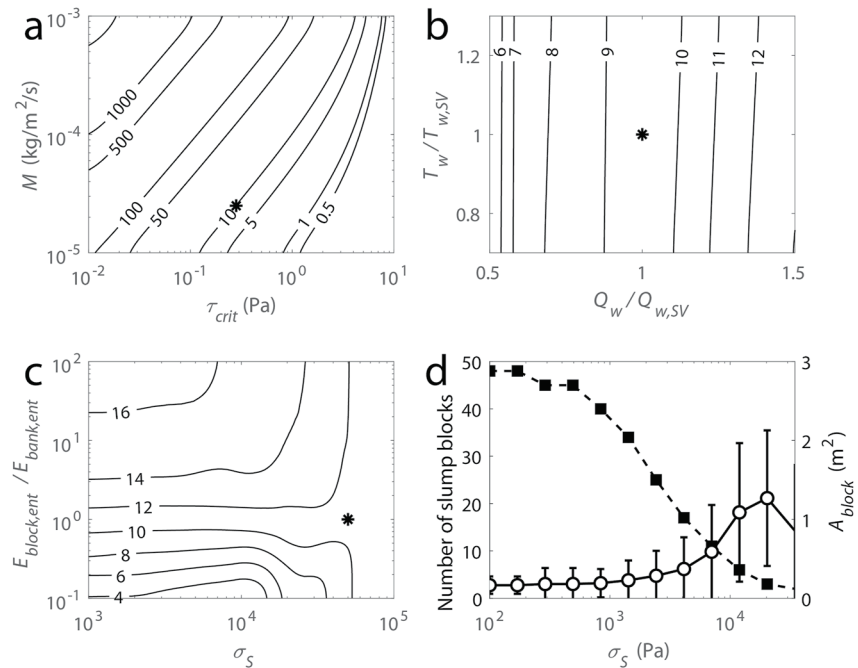 a
10⁻³
10⁻⁴
10⁻⁵
M (kg/m²/s)
1000
500
100
50
10
5
1
0.5
10⁻² 10⁻¹ 10⁰ 10¹
τcrit (Pa)
b
1.2
1
0.8
T_w/T_w,SV
6 7 8 9 10 11 12
0.5 1 1.5
Q_w/Q_w,SV
c
10²
10¹
10⁰
10⁻¹
E_block,ent / E_bank,ent
16
14
12
10
8
6
4
10³ 10⁴ 10⁵
σ_S
d
50
40
30
20
10
0
Number of slump blocks
3
2
1
0
A_block (m²)
10² 10³ 10⁴
σ_S (Pa)